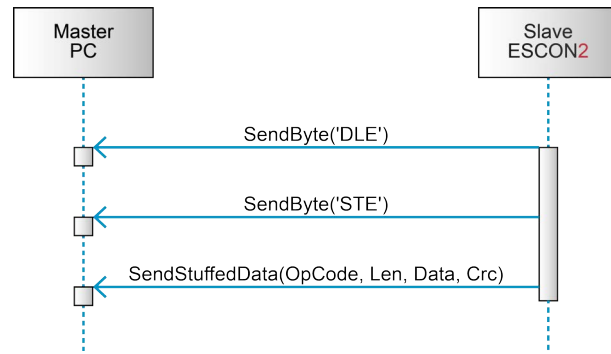 Master
PC
Slave
ESCON2
SendByte('DLE')
SendByte('STE')
SendStuffedData(OpCode, Len, Data, Crc)